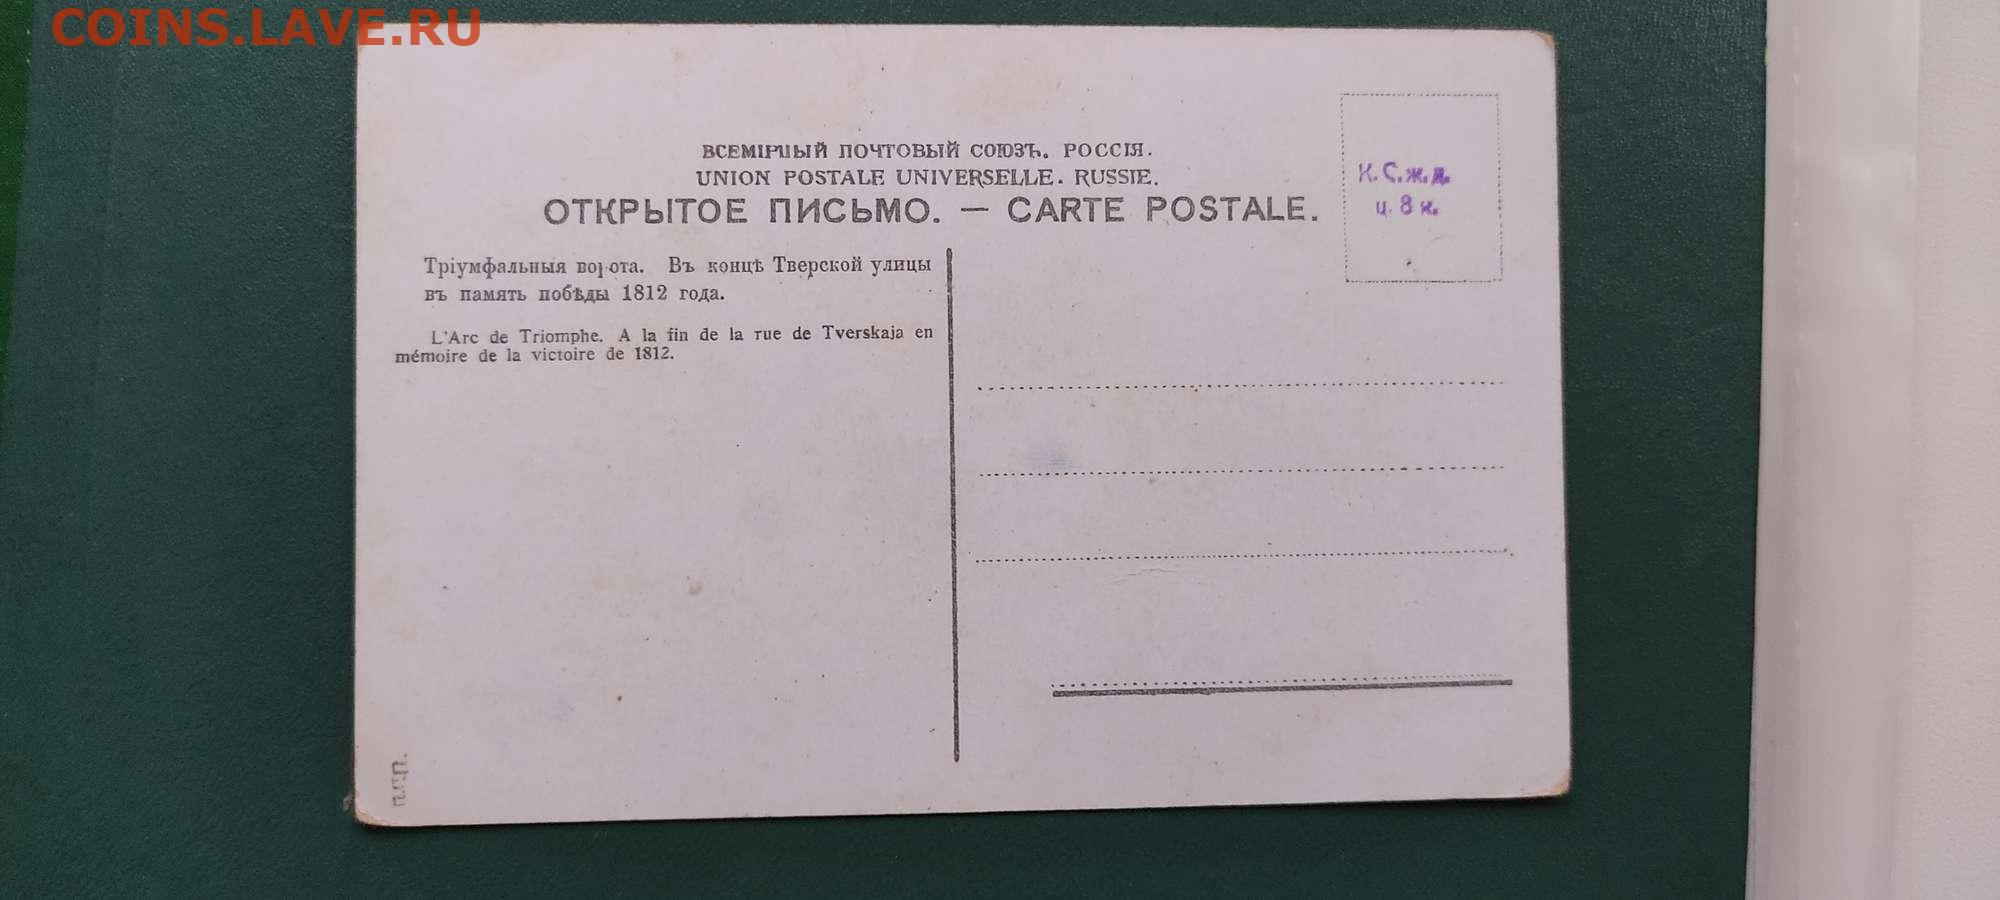 COINS.LAVE.RU
ВСЕМІРНЫЙ ПОЧТОВЫЙ СОЮЗЪ. РОССІЯ.
UNION POSTALE UNIVERSELLE. RUSSIE.
ОТКРЫТОЕ ПИСЬМО. — CARTE POSTALE.
К.С.ж.д.
ц. 8 к.
Тріумфальныя ворота. Въ концѣ Тверской улицы
въ память побѣды 1812 года.
L'Arc de Triomphe. A la fin de la rue de Tverskaja en
mémoire de la victoire de 1812.